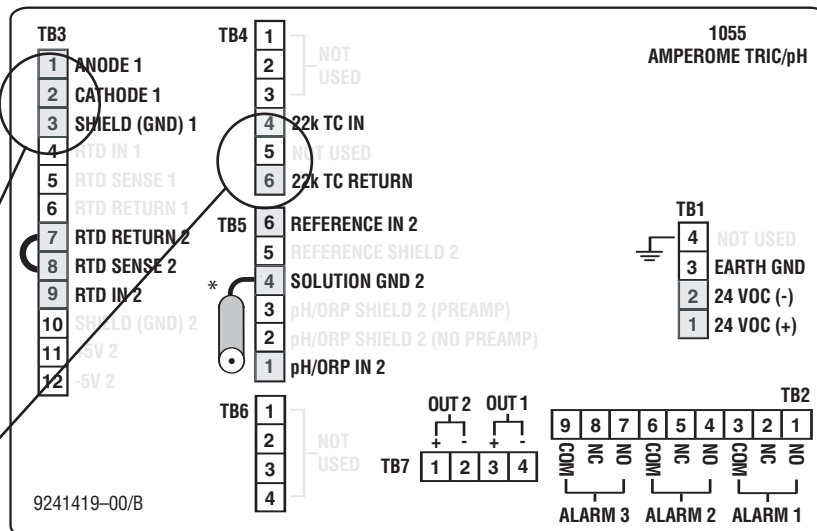 TB3
1 ANODE 1
2 CATHODE 1
3 SHIELD (GND) 1
4 RTD IN 1
5 RTD SENSE 1
6 RTD RETURN 1
7 RTD RETURN 2
8 RTD SENSE 2
9 RTD IN 2
10 SHIELD (GND) 2
11 -5V 2
12 -5V 2
TB4
1
2
3
NOT
USED
4 22k TC IN
5 NOT USED
6 22k TC RETURN
TB5
6 REFERENCE IN 2
5 REFERENCE SHIELD 2
4 SOLUTION GND 2
*
3 pH/ORP SHIELD 2 (PREAMP)
2 pH/ORP SHIELD 2 (NO PREAMP)
1 pH/ORP IN 2
TB6
1
2
3
4
NOT
USED
1055
AMPEROME TRIC/pH
TB1
4 NOT USED
3 EARTH GND
2 24 VOC (-)
1 24 VOC (+)
OUT 2 OUT 1
+ - + -
TB7 1 2 3 4
TB2
9 8 7 6 5 4 3 2 1
COM NC NO COM NC NO COM NC NO
ALARM 3 ALARM 2 ALARM 1
9241419–00/B